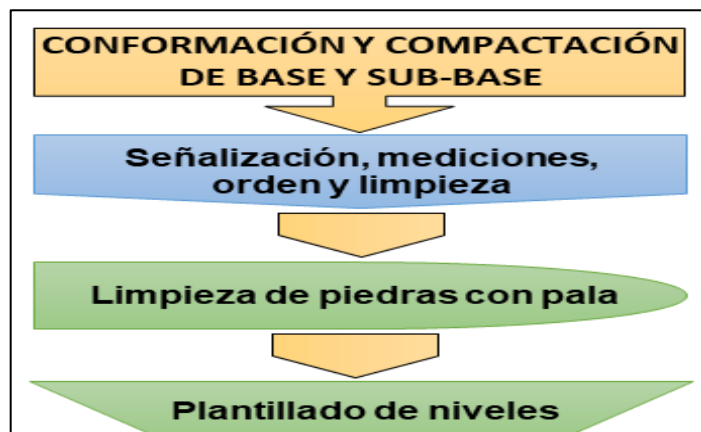 CONFORMACIÓN Y COMPACTACIÓN
DE BASE Y SUB-BASE
Señalización, mediciones,
orden y limpieza
Limpieza de piedras con pala
Plantillado de niveles